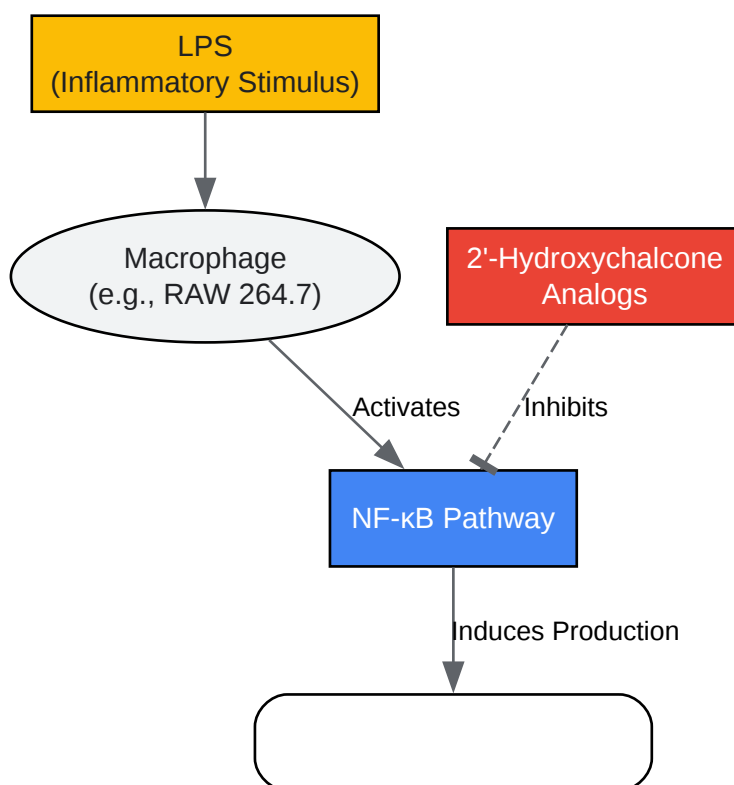 LPS
(Inflammatory Stimulus)
Macrophage
(e.g., RAW 264.7)
2'-Hydroxychalcone
Analogs
Activates
Inhibits
NF-κB Pathway
Induces Production